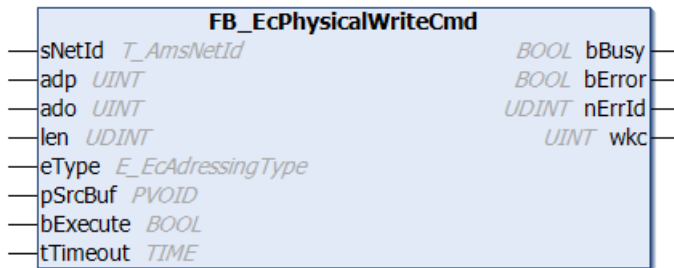 FB_EcPhysicalWriteCmd
sNetId T_AmsNetId BOOL bBusy
adp UINT BOOL bError
ado UINT UDINT nErrId
len UDINT UINT wkc
eType E_EcAdressingType
pSrcBuf PVOID
bExecute BOOL
tTimeout TIME